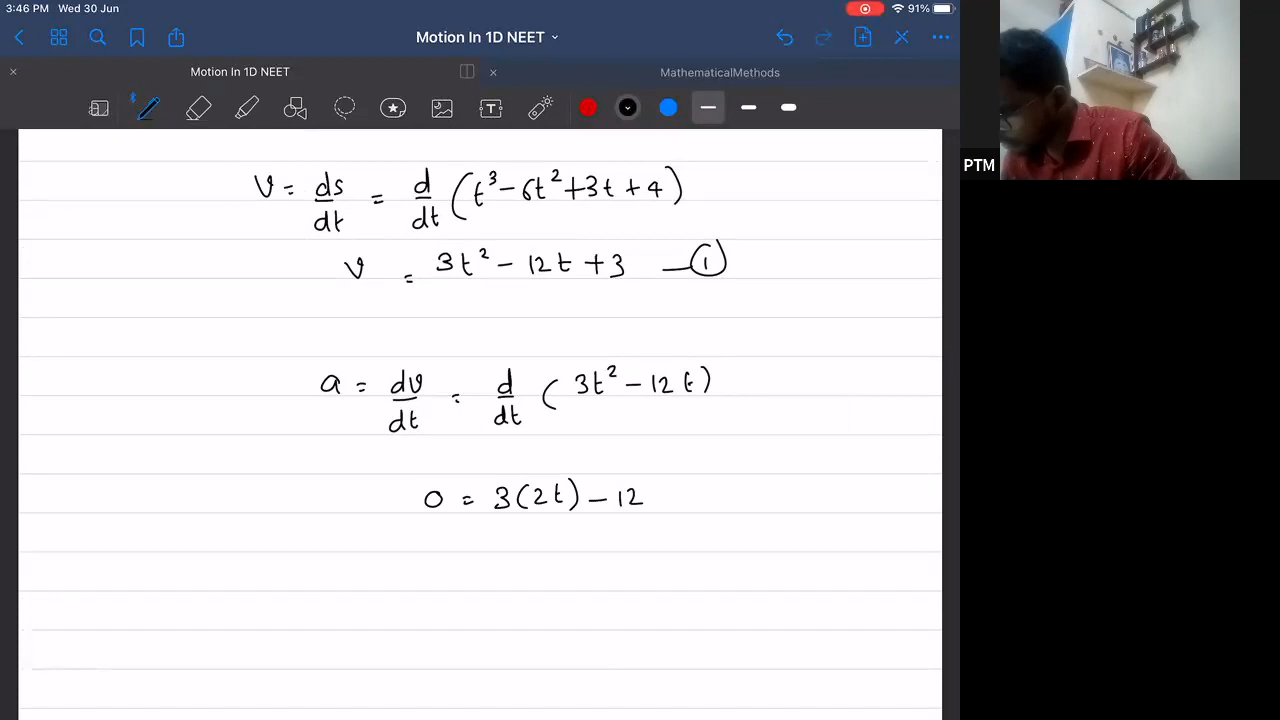 3:46 PM Wed 30 Jun
91%
Motion In 1D NEET
Motion In 1D NEET
MathematicalMethods
PTM
v = ds/dt = d/dt (t³ - 6t² + 3t + 4)
v = 3t² - 12t + 3 — ①
a = dv/dt = d/dt (3t² - 12t)
0 = 3(2t) - 12